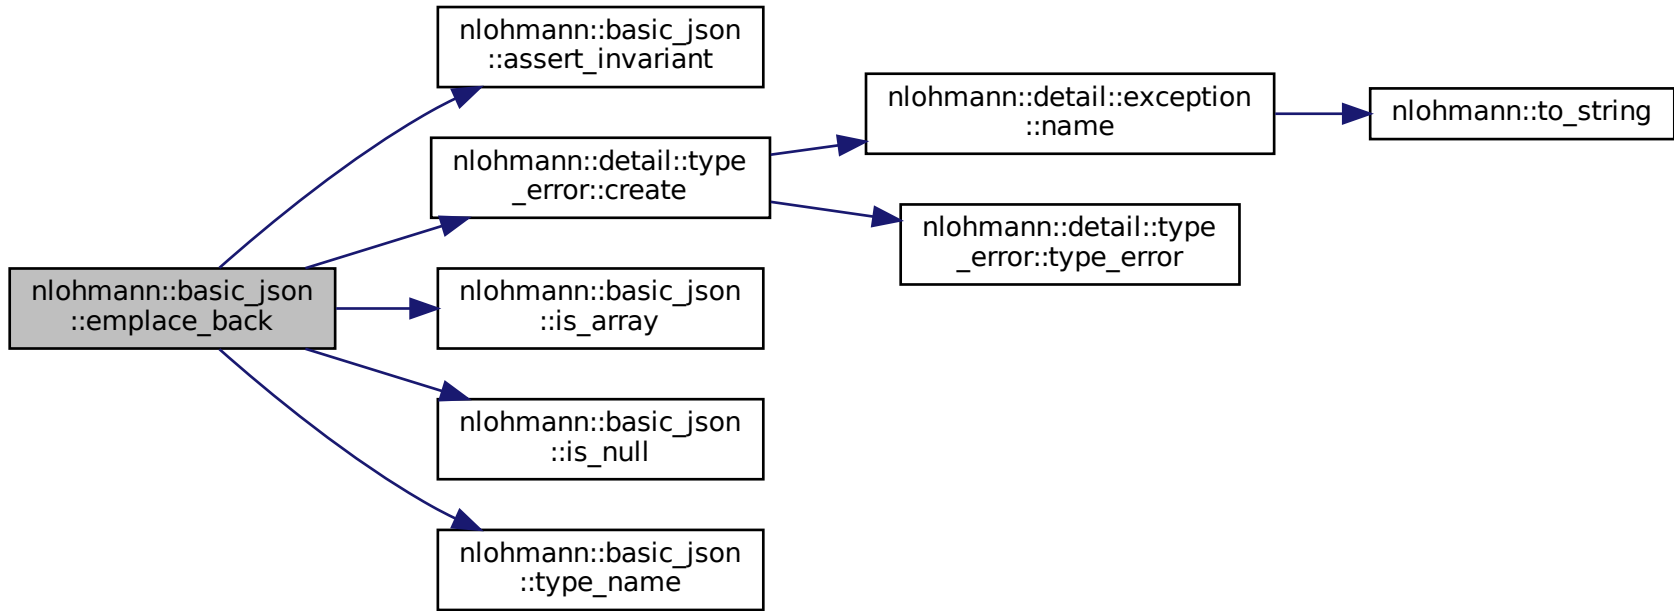 nlohmann::basic_json
::emplace_back
nlohmann::basic_json
::assert_invariant
nlohmann::detail::type
_error::create
nlohmann::basic_json
::is_array
nlohmann::basic_json
::is_null
nlohmann::basic_json
::type_name
nlohmann::detail::exception
::name
nlohmann::detail::type
_error::type_error
nlohmann::to_string